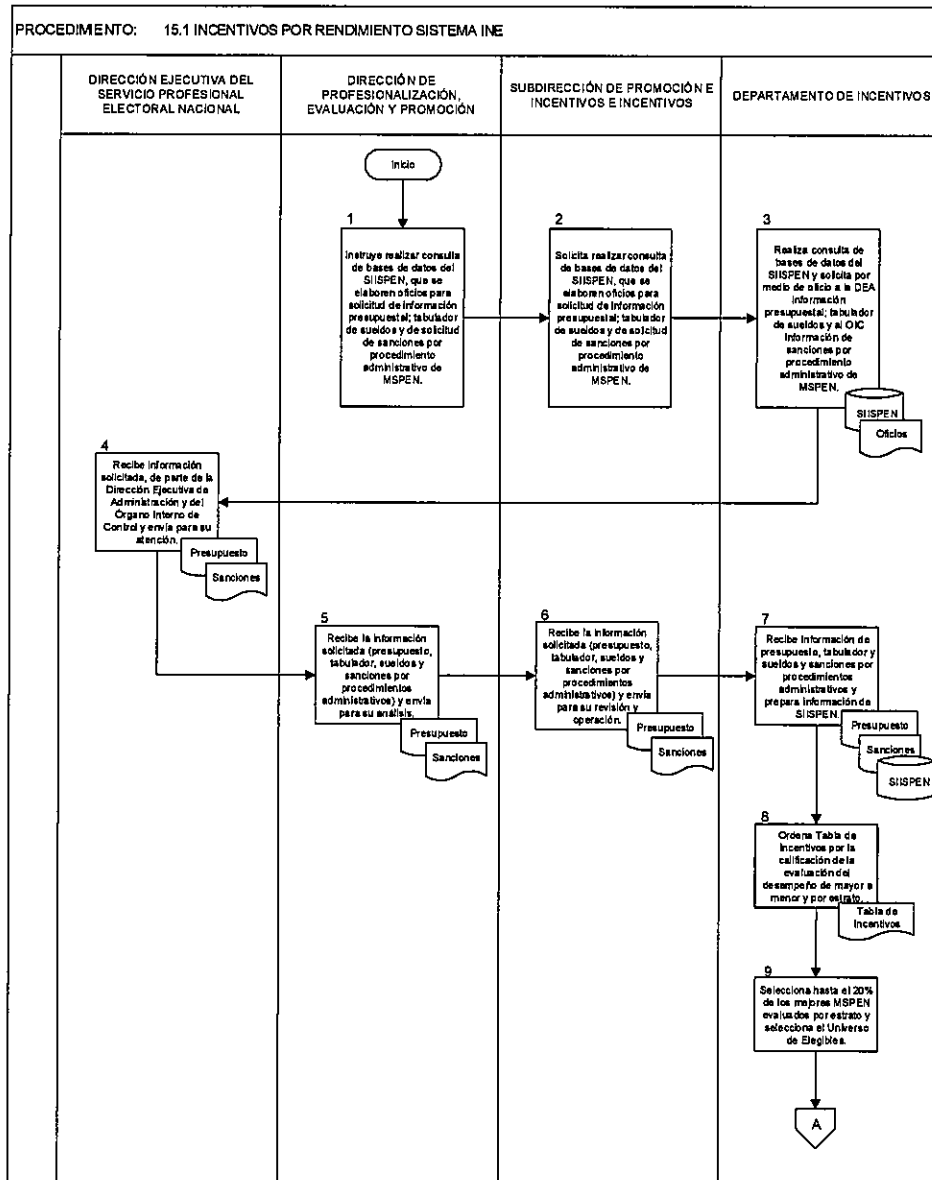 PROCEDIMIENTO: 15.1 INCENTIVOS POR RENDIMIENTO SISTEMA INE
DIRECCIÓN EJECUTIVA DEL
SERVICIO PROFESIONAL
ELECTORAL NACIONAL
DIRECCIÓN DE
PROFESIONALIZACIÓN,
EVALUACIÓN Y PROMOCIÓN
SUBDIRECCIÓN DE PROMOCIÓN E
INCENTIVOS E INCENTIVOS
DEPARTAMENTO DE INCENTIVOS
Inicio
1
Instruye realizar consulta
de bases de datos del
SIISPEN, que se
elaboren oficios para
solicitud de información
presupuestal; tabulador
de sueldos y de solicitud
de sanciones por
procedimiento
administrativo de
MSPEN.
2
Solicita realizar consulta
de bases de datos del
SIISPEN, que se
elaboren oficios para
solicitud de información
presupuestal; tabulador
de sueldos y de solicitud
de sanciones por
procedimiento
administrativo de
MSPEN.
3
Realiza consulta de
bases de datos del
SIISPEN y solicita por
medio de oficio a la DEA
información
presupuestal; tabulador
de sueldos y al OIC
información de
sanciones por
procedimiento
administrativo de
MSPEN.
SIISPEN
Oficios
4
Recibe información
solicitada, de parte de la
Dirección Ejecutiva de
Administración y del
Órgano Interno de
Control y envía para su
atención.
Presupuesto
Sanciones
5
Recibe la información
solicitada (presupuesto,
tabulador, sueldos y
sanciones por
procedimientos
administrativos) y envía
para su análisis.
Presupuesto
Sanciones
6
Recibe la información
solicitada (presupuesto,
tabulador, sueldos y
sanciones por
procedimientos
administrativos) y envía
para su revisión y
operación.
Presupuesto
Sanciones
7
Recibe información de
presupuesto, tabulador y
sueldos y sanciones por
procedimientos
administrativos y
prepara información de
SIISPEN.
Presupuesto
Sanciones
SIISPEN
8
Ordena Tabla de
Incentivos por la
calificación de la
evaluación del
desempeño de mayor a
menor y por estrato.
Tabla de
Incentivos
9
Selecciona hasta el 20%
de los mejores MSPEN
evaluados por estrato y
selecciona el Universo
de Elegibles.
A